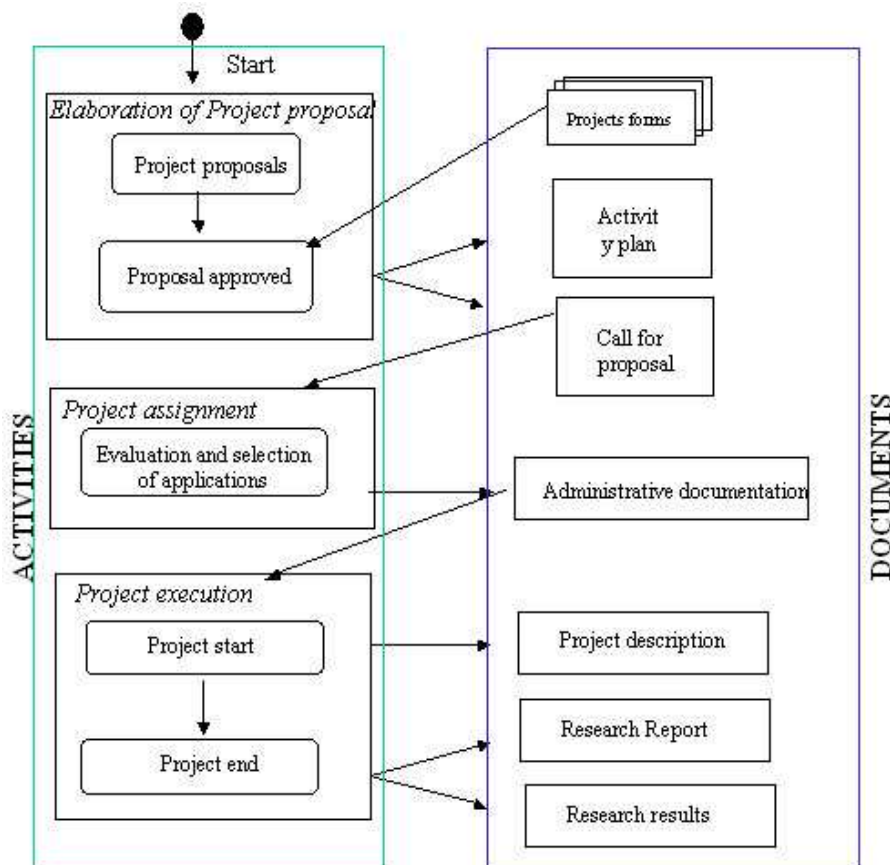 Start
Elaboration of Project proposal
Project proposals
Proposal approved
Project assignment
Evaluation and selection
of applications
Project execution
Project start
Project end
ACTIVITIES
Projects forms
Activit
y plan
Call for
proposal
Administrative documentation
Project description
Research Report
Research results
DOCUMENTS